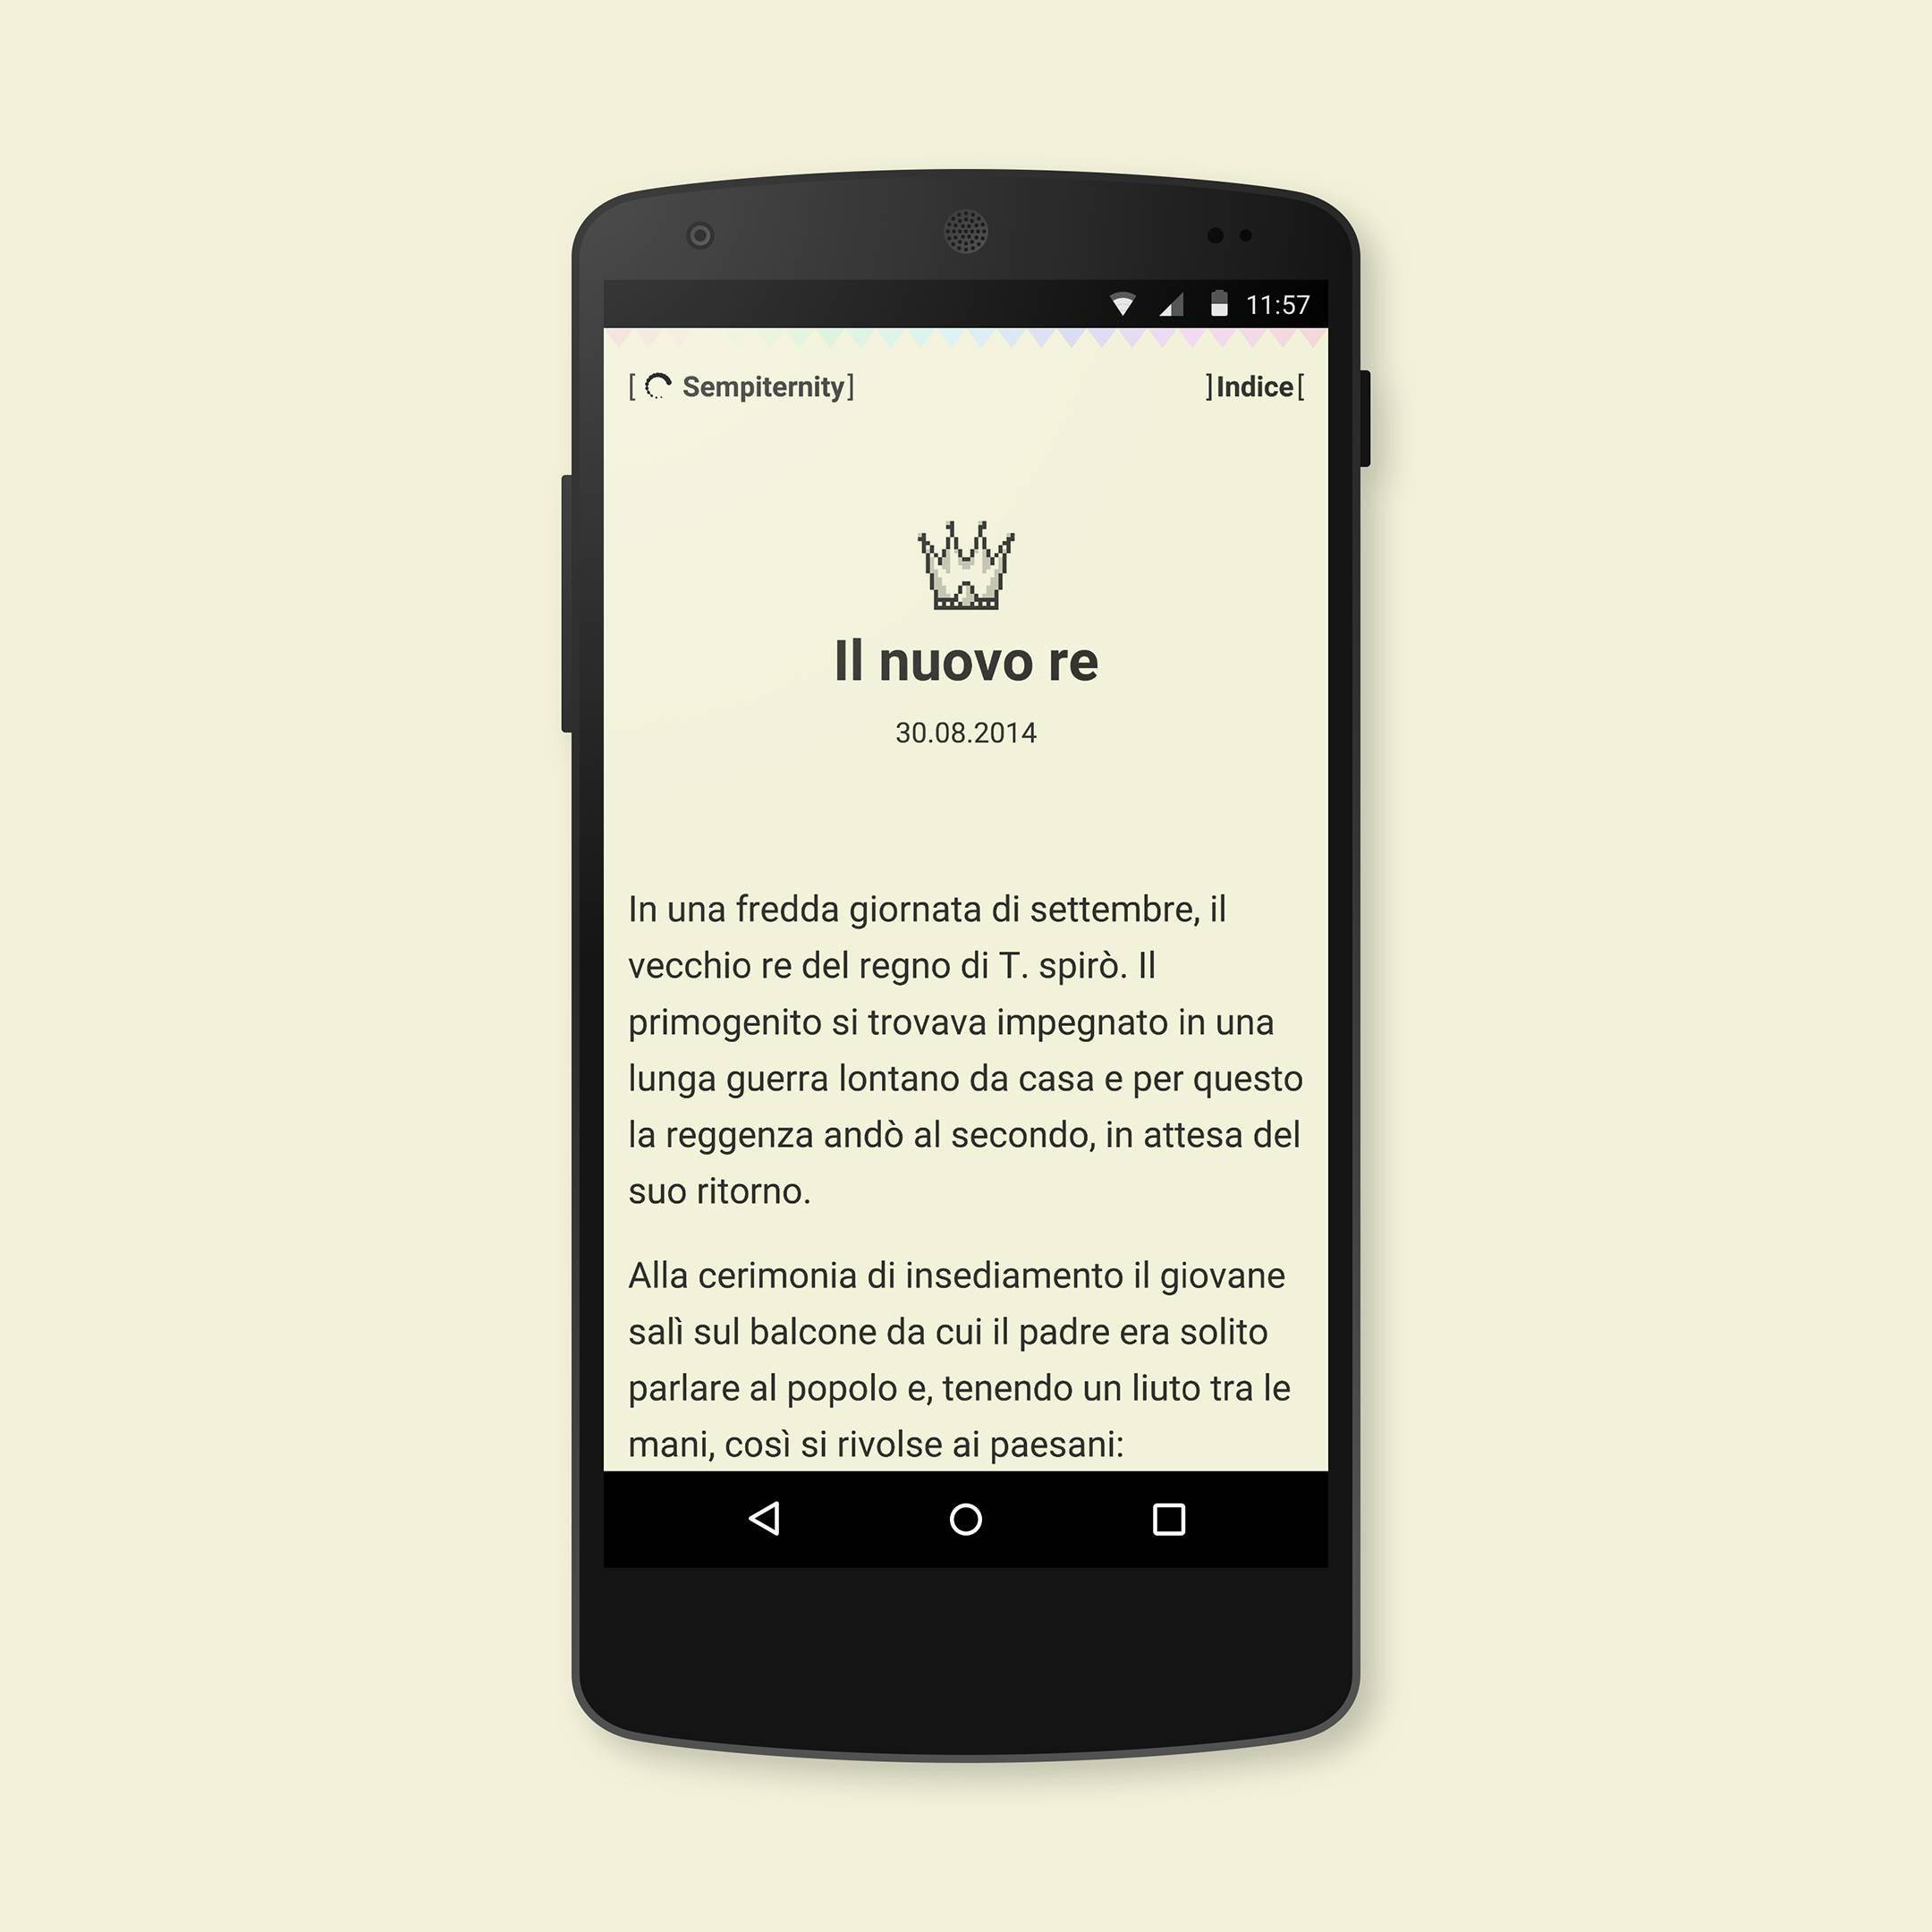 11:57
[ Sempiternity]
]Indice[
Il nuovo re
30.08.2014
In una fredda giornata di settembre, il
vecchio re del regno di T. spirò. Il
primogenito si trovava impegnato in una
lunga guerra lontano da casa e per questo
la reggenza andò al secondo, in attesa del
suo ritorno.
Alla cerimonia di insediamento il giovane
salì sul balcone da cui il padre era solito
parlare al popolo e, tenendo un liuto tra le
mani, così si rivolse ai paesani: